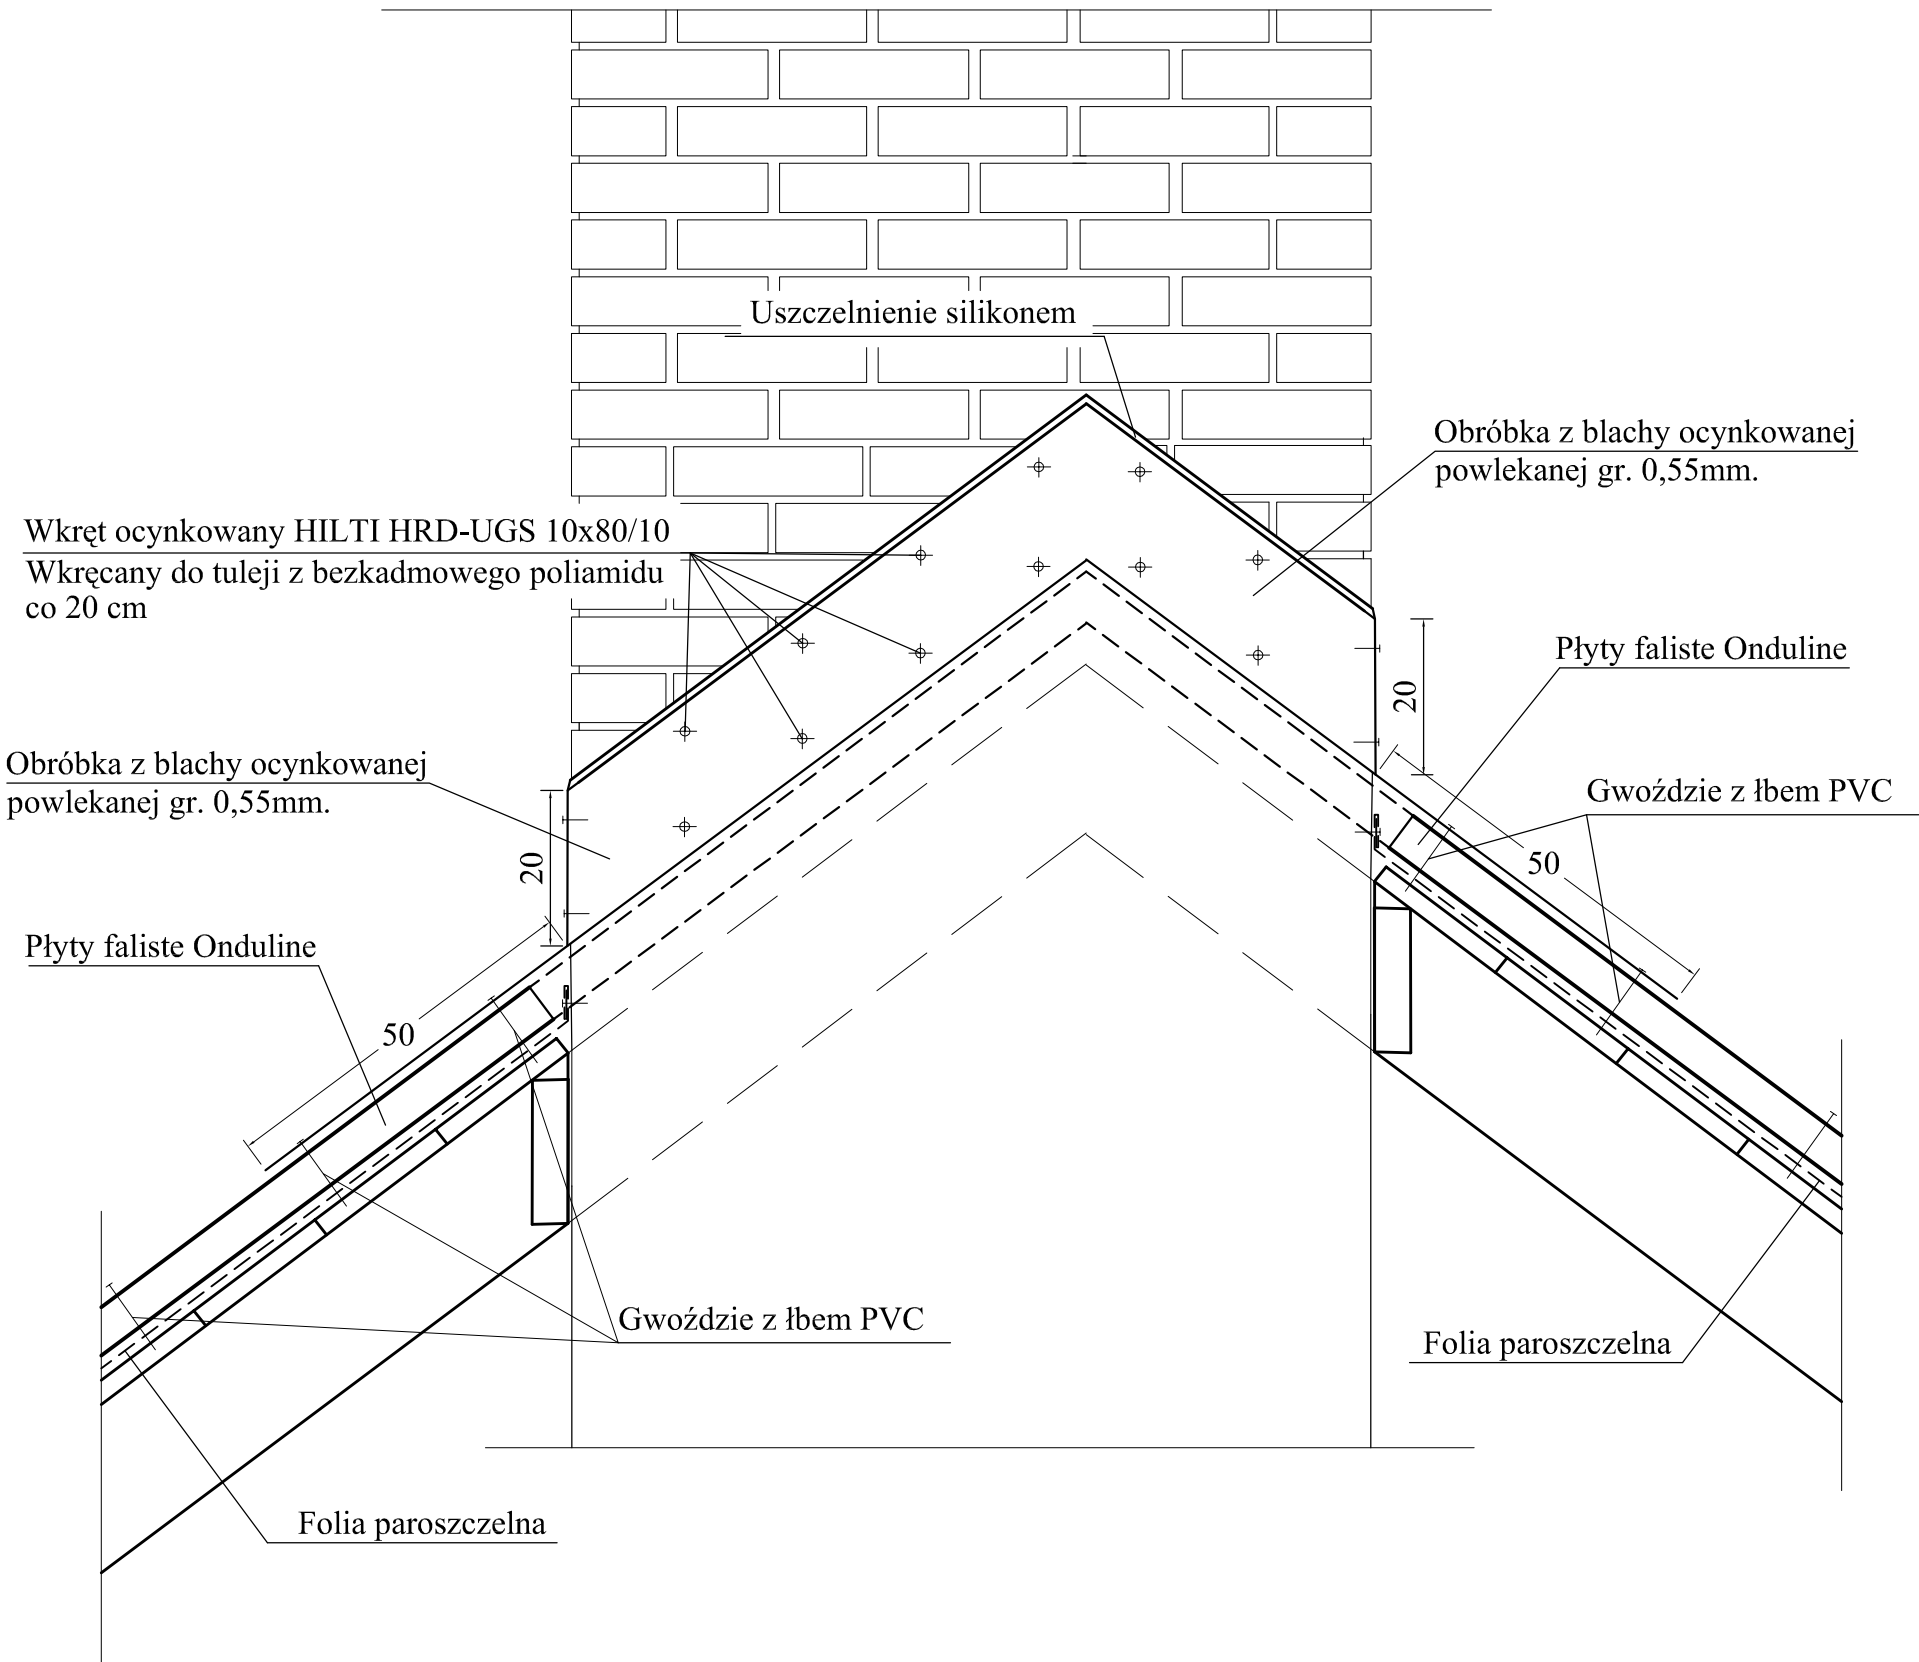 Uszczelnienie silikonem
Obróbka z blachy ocynkowanej
powlekanej gr. 0,55mm.
Wkręt ocynkowany HILTI HRD-UGS 10x80/10
Wkręcany do tuleji z bezkadmowego poliamidu
co 20 cm
Płyty faliste Onduline
20
Obróbka z blachy ocynkowanej
powlekanej gr. 0,55mm.
Gwoździe z łbem PVC
50
20
Płyty faliste Onduline
50
Gwoździe z łbem PVC
Folia paroszczelna
Folia paroszczelna